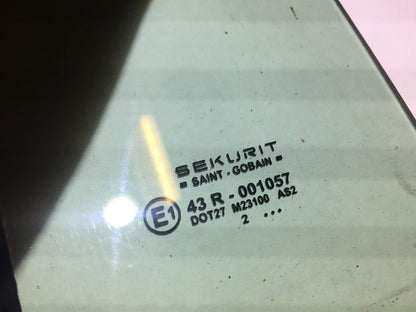 SEKURIT
= SAINT - GOBAIN =
E1 43 R - 001057
DOT27 M23100 AS2
2 ...